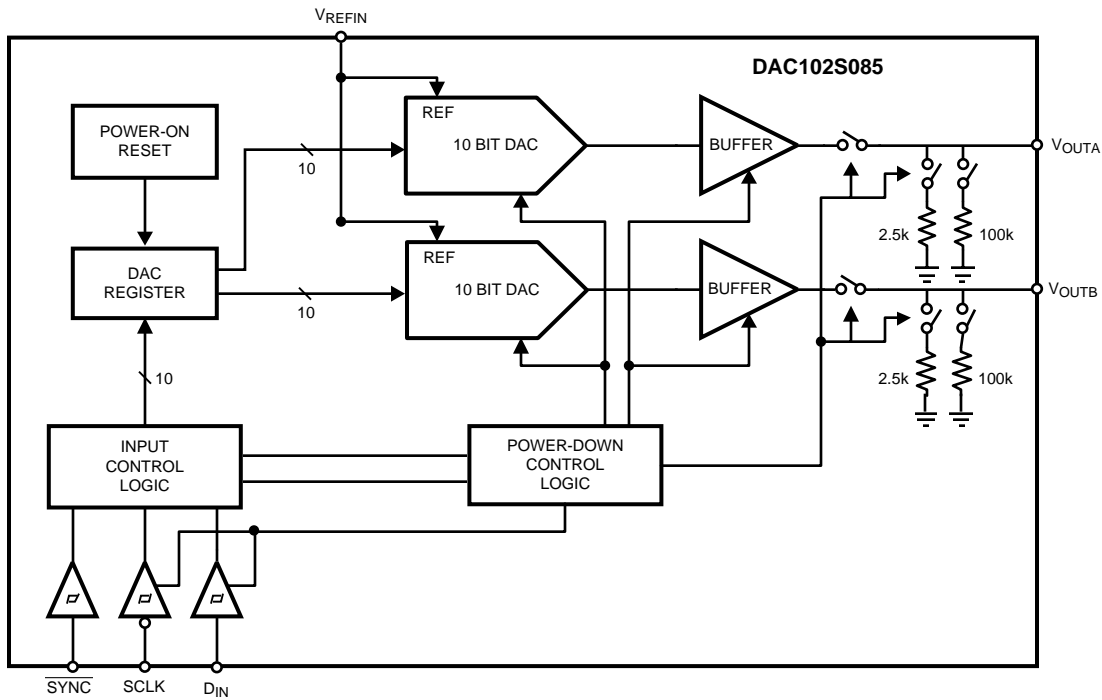 VREFIN
DAC102S085
REF
POWER-ON
RESET
10 BIT DAC
BUFFER
VOUTA
10
2.5k
100k
REF
DAC
REGISTER
10 BIT DAC
BUFFER
VOUTB
10
10
2.5k
100k
INPUT
CONTROL
LOGIC
POWER-DOWN
CONTROL
LOGIC
SYNC
SCLK
DIN